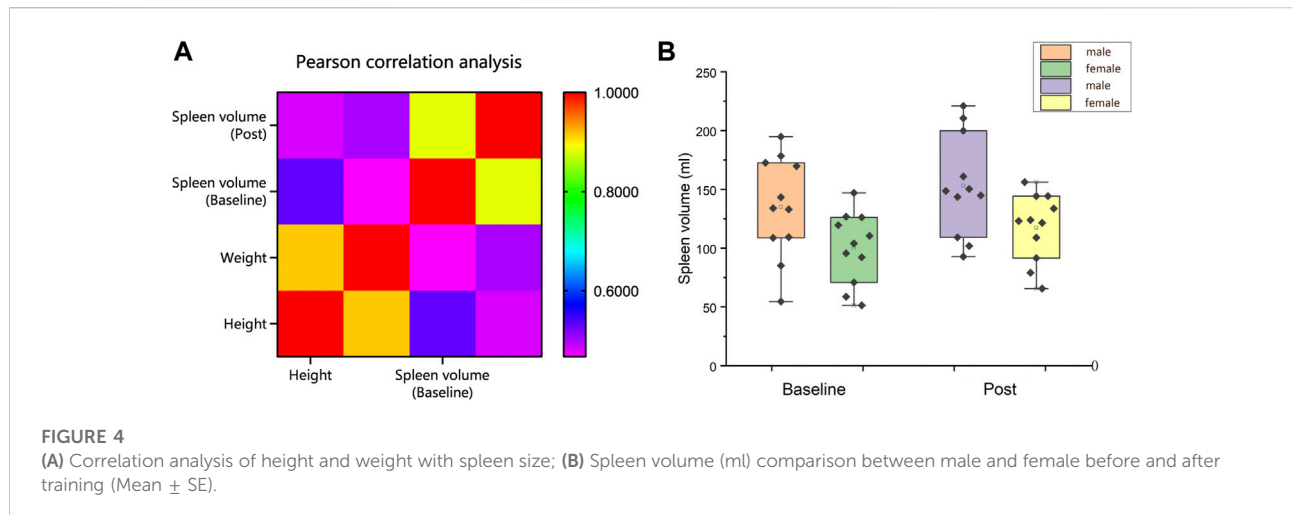 A
Pearson correlation analysis
Spleen volume
(Post)
Spleen volume
(Baseline)
Weight
Height
Height
Spleen volume
(Baseline)
1.0000
0.8000
0.6000
B
male
female
male
female
Spleen volume (ml)
250
200
150
100
50
0
0
Baseline
Post
FIGURE 4
(A) Correlation analysis of height and weight with spleen size; (B) Spleen volume (ml) comparison between male and female before and after
training (Mean ± SE).